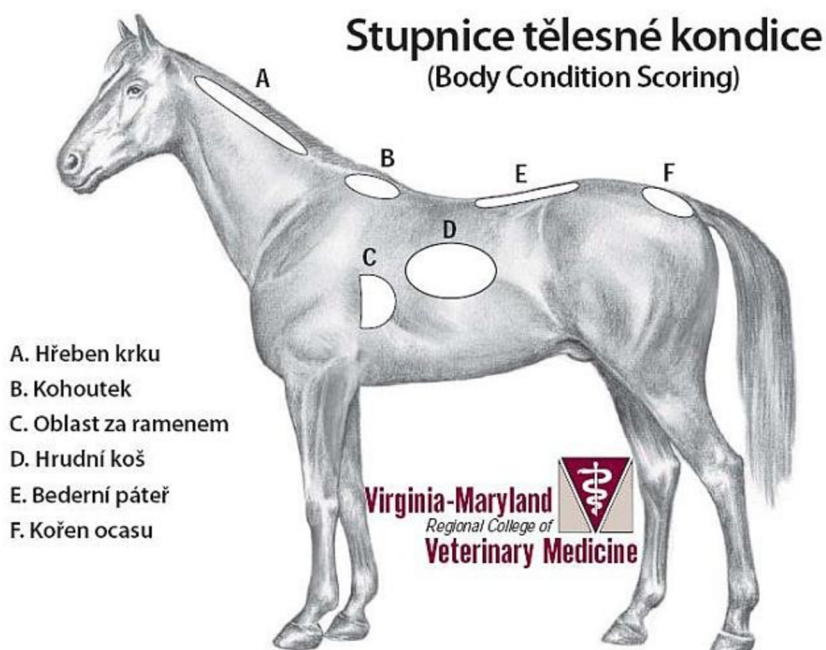 Stupnice tělesné kondice
(Body Condition Scoring)
A
B
E
F
D
C
A. Hřeben krku
B. Kohoutek
C. Oblast za ramenem
D. Hrudní koš
E. Bederní páteř
F. Kořen ocasu
Virginia-Maryland
Regional College of
Veterinary Medicine